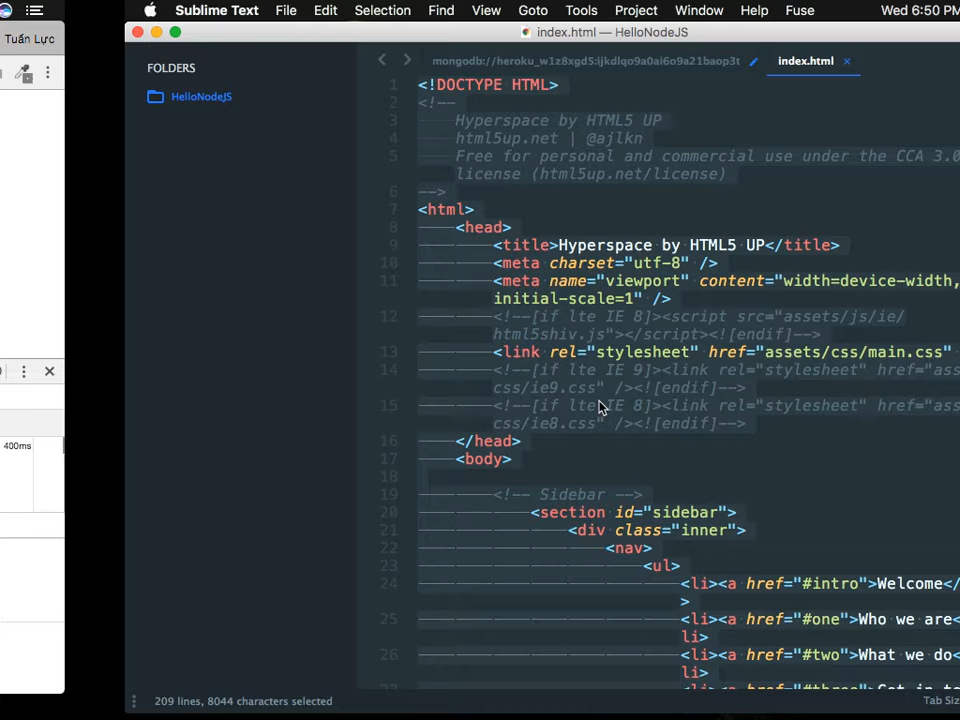 Sublime Text File Edit Selection Find View Goto Tools Project Window Help Fuse Wed 6:50 PM
index.html — HelloNodeJS
Tuấn Lực
FOLDERS
HelloNodeJS
mongodb://heroku_w1z8xgd5:ijkdlqo9a0ai6o9a21baop3t
index.html
1 <!DOCTYPE HTML>
2 <!--
3 Hyperspace by HTML5 UP
4 html5up.net | @ajlkn
5 Free for personal and commercial use under the CCA 3.0
license (html5up.net/license)
6 -->
7 <html>
8 <head>
9 <title>Hyperspace by HTML5 UP</title>
10 <meta charset="utf-8" />
11 <meta name="viewport" content="width=device-width,
initial-scale=1" />
12 <!--[if lte IE 8]><script src="assets/js/ie/
html5shiv.js"></script><![endif]-->
13 <link rel="stylesheet" href="assets/css/main.css"
14 <!--[if lte IE 9]><link rel="stylesheet" href="ass
css/ie9.css" /><![endif]-->
15 <!--[if lte IE 8]><link rel="stylesheet" href="ass
css/ie8.css" /><![endif]-->
16 </head>
17 <body>
18
19 <!-- Sidebar -->
20 <section id="sidebar">
21 <div class="inner">
22 <nav>
23 <ul>
24 <li><a href="#intro">Welcome</
>
25 <li><a href="#one">Who we are<
li>
26 <li><a href="#two">What we do<
li>
400ms
209 lines, 8044 characters selected
Tab Siz